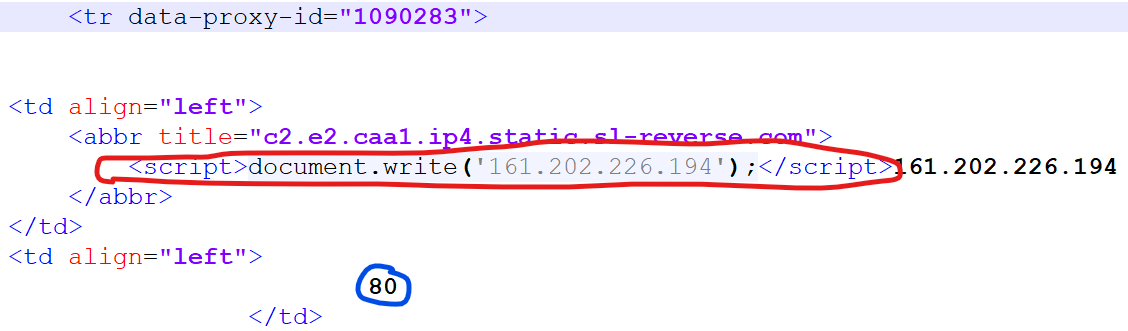 <tr data-proxy-id="1090283">
<td align="left">
<abbr title="c2.e2.caa1.ip4.static.sl-reverse.com">
<script>document.write('161.202.226.194');</script>161.202.226.194
</abbr>
</td>
<td align="left">
80
</td>